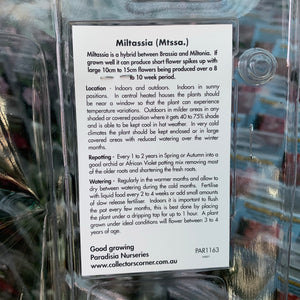 Miltassia (Mtssa.)
Miltassia is a hybrid between Brassia and Miltonia. If
grown well it can produce short flower spikes up with
large 10cm to 15cm flowers being produced over a 8
to 10 week period.
Location - Indoors and outdoors. Indoors in sunny
positions. In central heated houses the plants should
be near a window so that the plant can experience
temperature variations. Outdoors in milder areas in any
shaded or covered position where it gets 40 to 75% shade
and is able to be kept cool in hot weather. In very cold
climates the plant should be kept enclosed or in large
covered areas with reduced watering over the winter
months.
Repotting - Every 1 to 2 years in Spring or Autumn into a
good orchid or African Violet potting mix removing most
of the older roots and shortening the fresh roots.
Watering - Regularly in the warmer months and allow to
dry between watering during the cold months. Fertilise
with liquid food every 2 to 4 weeks or add small amounts
of slow release fertiliser. Indoors it is important to flush
the pot every few months, this is best done by placing
the plant under a dripping tap for up to 1 hour. A plant
grown under ideal conditions will flower between 3 to 4
years of age.
Good growing
Paradisia Nurseries
www.collectorscorner.com.au
PAR1163